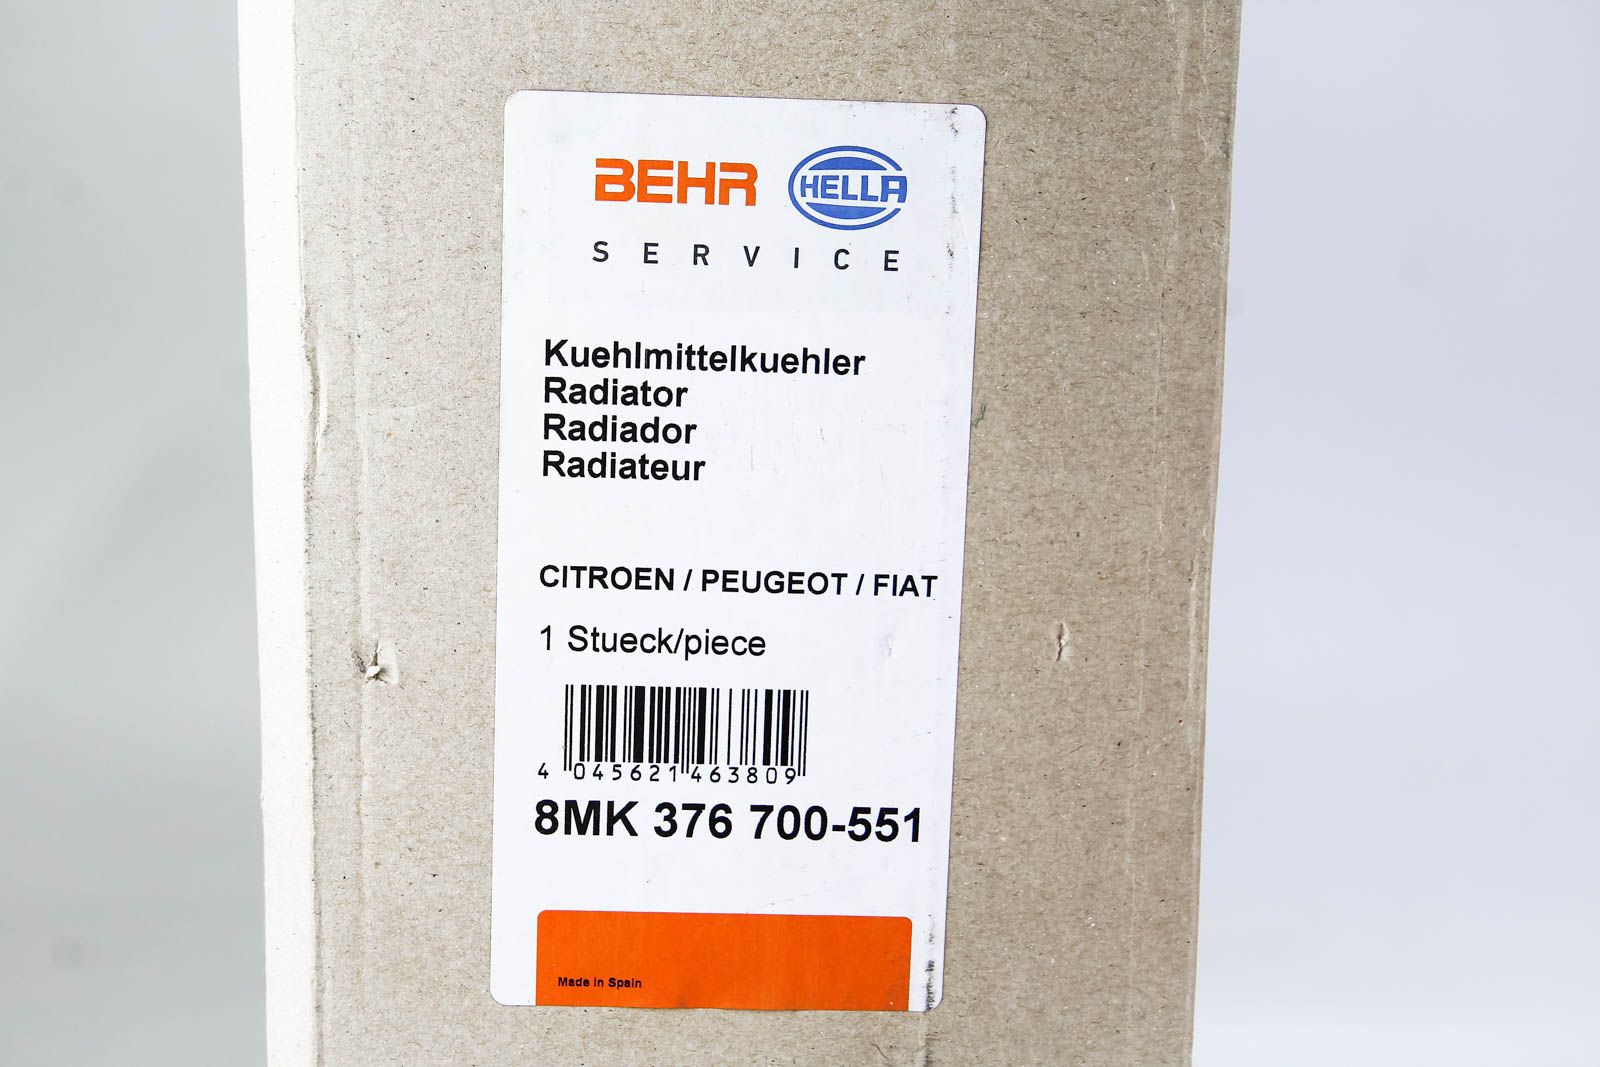 BEHR HELLA
SERVICE
Kuehlmittelkuehler
Radiator
Radiador
Radiateur
CITROEN / PEUGEOT / FIAT
1 Stueck/piece
4 045621 463809
8MK 376 700-551
Made in Spain